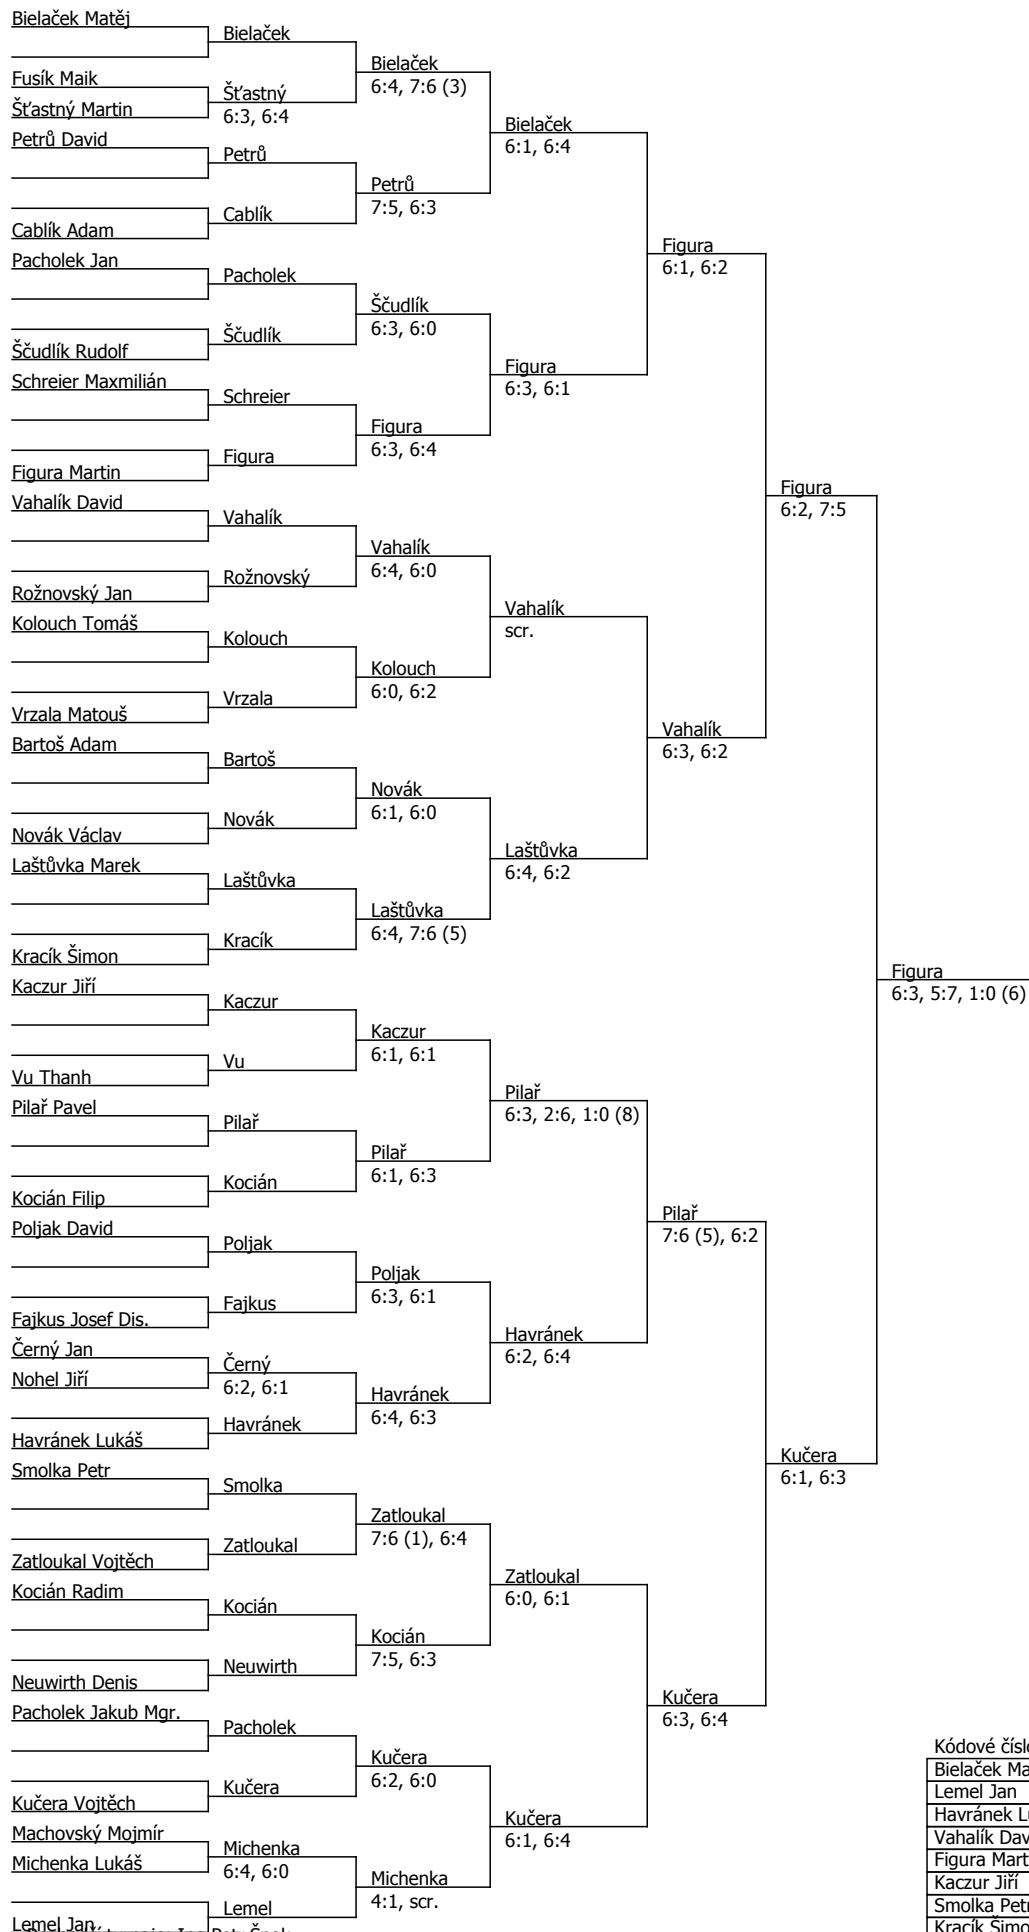 Bielaček Matěj
Fusík Maik
Šťastný Martin
Petrů David
Cablík Adam
Pacholek Jan
Ščudlík Rudolf
Schreier Maxmilián
Figura Martin
Vahalík David
Rožnovský Jan
Kolouch Tomáš
Vrzala Matouš
Bartoš Adam
Novák Václav
Laštůvka Marek
Kracík Šimon
Kaczur Jiří
Vu Thanh
Pilař Pavel
Kocián Filip
Poljak David
Fajkus Josef Dis.
Černý Jan
Nohel Jiří
Havránek Lukáš
Smolka Petr
Zatloukal Vojtěch
Kocián Radim
Neuwirth Denis
Pacholek Jakub Mgr.
Kučera Vojtěch
Machovský Mojmír
Michenka Lukáš
Lemel Jan
Bielaček
Šťastný
6:3, 6:4
Petrů
Cablík
Pacholek
Ščudlík
Schreier
Figura
Vahalík
Rožnovský
Kolouch
Vrzala
Bartoš
Novák
Laštůvka
Kracík
Kaczur
Vu
Pilař
Kocián
Poljak
Fajkus
Černý
6:2, 6:1
Havránek
Smolka
Zatloukal
Kocián
Neuwirth
Pacholek
Kučera
Michenka
6:4, 6:0
Lemel
Bielaček
6:4, 7:6 (3)
Petrů
7:5, 6:3
Ščudlík
6:3, 6:0
Figura
6:3, 6:4
Vahalík
6:4, 6:0
Kolouch
6:0, 6:2
Novák
6:1, 6:0
Laštůvka
6:4, 7:6 (5)
Kaczur
6:1, 6:1
Pilař
6:1, 6:3
Poljak
6:3, 6:1
Havránek
6:4, 6:3
Zatloukal
7:6 (1), 6:4
Kocián
7:5, 6:3
Kučera
6:2, 6:0
Michenka
4:1, scr.
Bielaček
6:1, 6:4
Figura
6:3, 6:1
Vahalík
scr.
Laštůvka
6:4, 6:2
Pilař
6:3, 2:6, 1:0 (8)
Havránek
6:2, 6:4
Zatloukal
6:0, 6:1
Kučera
6:1, 6:4
Figura
6:1, 6:2
Vahalík
6:3, 6:2
Pilař
7:6 (5), 6:2
Kučera
6:3, 6:4
Figura
6:2, 7:5
Kučera
6:1, 6:3
Figura
6:3, 5:7, 1:0 (6)
Kódové čísl
Bielaček Ma
Lemel Jan
Havránek L
Vahalík Dav
Figura Mart
Kaczur Jiří
Smolka Petr
Kracík Šimo